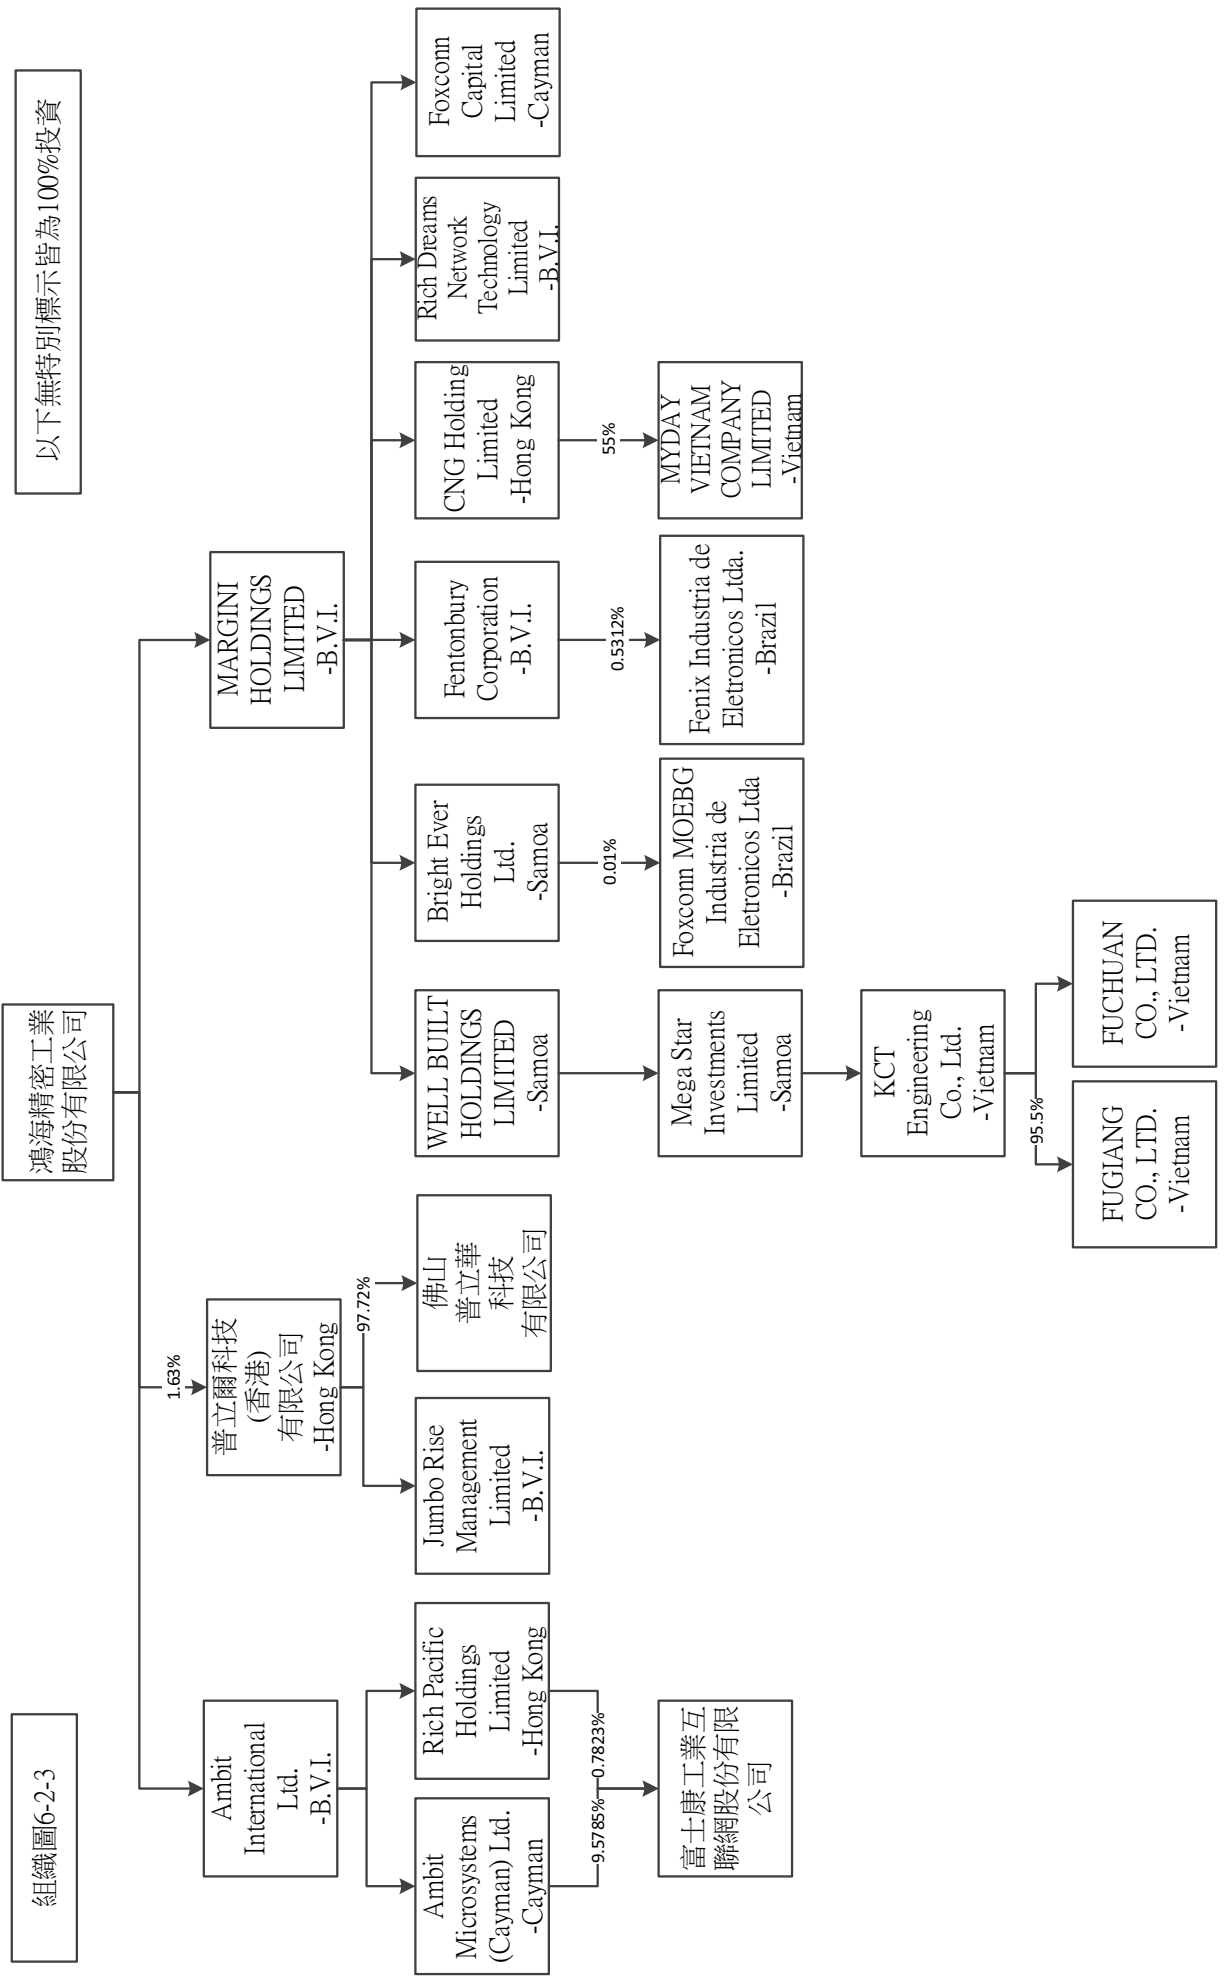 組織圖6-2-3
以下無特別標示皆為100%投資
鴻海精密工業
股份有限公司
Ambit
International
Ltd.
-B.V.I.
1.63%
普立爾科技
(香港)
有限公司
-Hong Kong
MARGINI
HOLDINGS
LIMITED
-B.V.I.
Ambit
Microsystems
(Cayman) Ltd.
-Cayman
Rich Pacific
Holdings
Limited
-Hong Kong
Jumbo Rise
Management
Limited
-B.V.I.
97.72%
佛山
普立華
科技
有限公司
WELL BUILT
HOLDINGS
LIMITED
-Samoa
Bright Ever
Holdings
Ltd.
-Samoa
Fentonbury
Corporation
-B.V.I.
CNG Holding
Limited
-Hong Kong
Rich Dreams
Network
Technology
Limited
-B.V.I.
Foxconn
Capital
Limited
-Cayman
9.5785%
0.7823%
0.01%
0.5312%
55%
富士康工業互
聯網股份有限
公司
Mega Star
Investments
Limited
-Samoa
Foxconn MOEBG
Industria de
Eletronicos Ltda
-Brazil
Fenix Industria de
Eletronicos Ltda.
-Brazil
MYDAY
VIETNAM
COMPANY
LIMITED
-Vietnam
KCT
Engineering
Co., Ltd.
-Vietnam
95.5%
FUGIANG
CO., LTD.
-Vietnam
FUCHUAN
CO., LTD.
-Vietnam